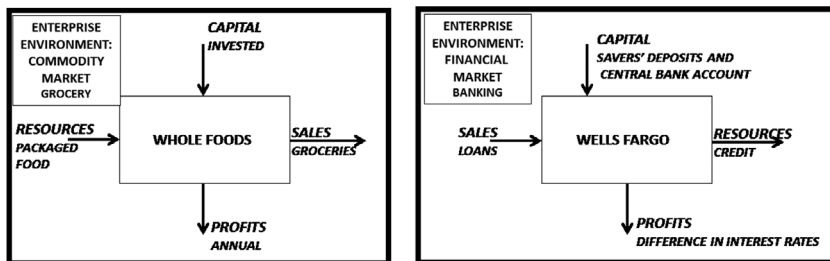 ENTERPRISE
ENVIRONMENT:
COMMODITY
MARKET
GROCERY
CAPITAL
INVESTED
RESOURCES
PACKAGED
FOOD
WHOLE FOODS
SALES
GROCERIES
PROFITS
ANNUAL
ENTERPRISE
ENVIRONMENT:
FINANCIAL
MARKET
BANKING
CAPITAL
SAVERS' DEPOSITS AND
CENTRAL BANK ACCOUNT
SALES
LOANS
WELLS FARGO
RESOURCES
CREDIT
PROFITS
DIFFERENCE IN INTEREST RATES